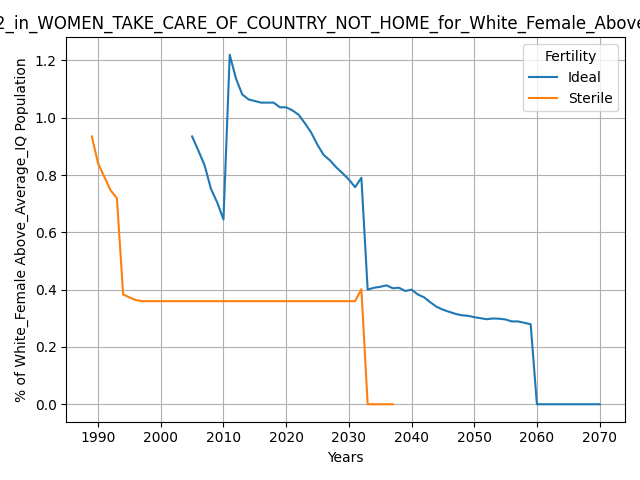 2_in_WOMEN_TAKE_CARE_OF_COUNTRY_NOT_HOME_for_White_Female_Above
Fertility
Ideal
Sterile
% of White_Female Above_Average_IQ Population
1.2
1.0
0.8
0.6
0.4
0.2
0.0
1990 2000 2010 2020 2030 2040 2050 2060 2070
Years